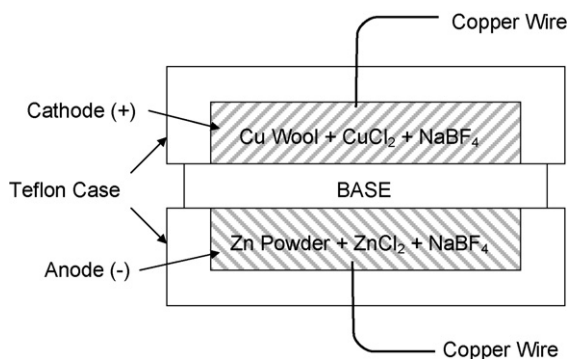 Copper Wire
Cathode (+)
Cu Wool + CuCl₂ + NaBF₄
Teflon Case
BASE
Zn Powder + ZnCl₂ + NaBF₄
Anode (-)
Copper Wire